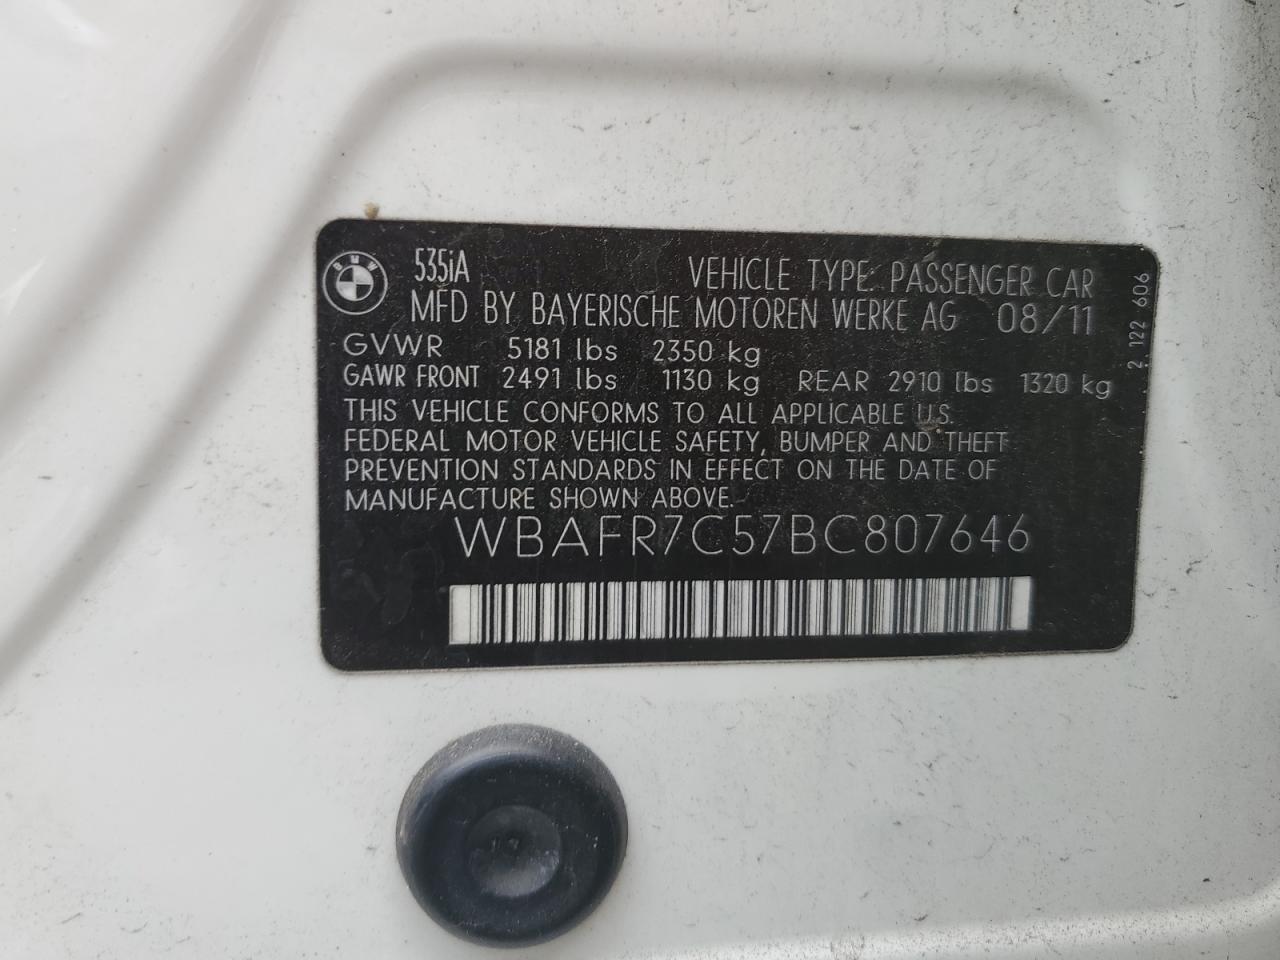 BMW
535iA VEHICLE TYPE: PASSENGER CAR
MFD BY BAYERISCHE MOTOREN WERKE AG 08/11
GVWR 5181 lbs 2350 kg
GAWR FRONT 2491 lbs 1130 kg REAR 2910 lbs 1320 kg
THIS VEHICLE CONFORMS TO ALL APPLICABLE U.S.
FEDERAL MOTOR VEHICLE SAFETY, BUMPER AND THEFT
PREVENTION STANDARDS IN EFFECT ON THE DATE OF
MANUFACTURE SHOWN ABOVE.
WBAFR7C57BC807646
2 122 606